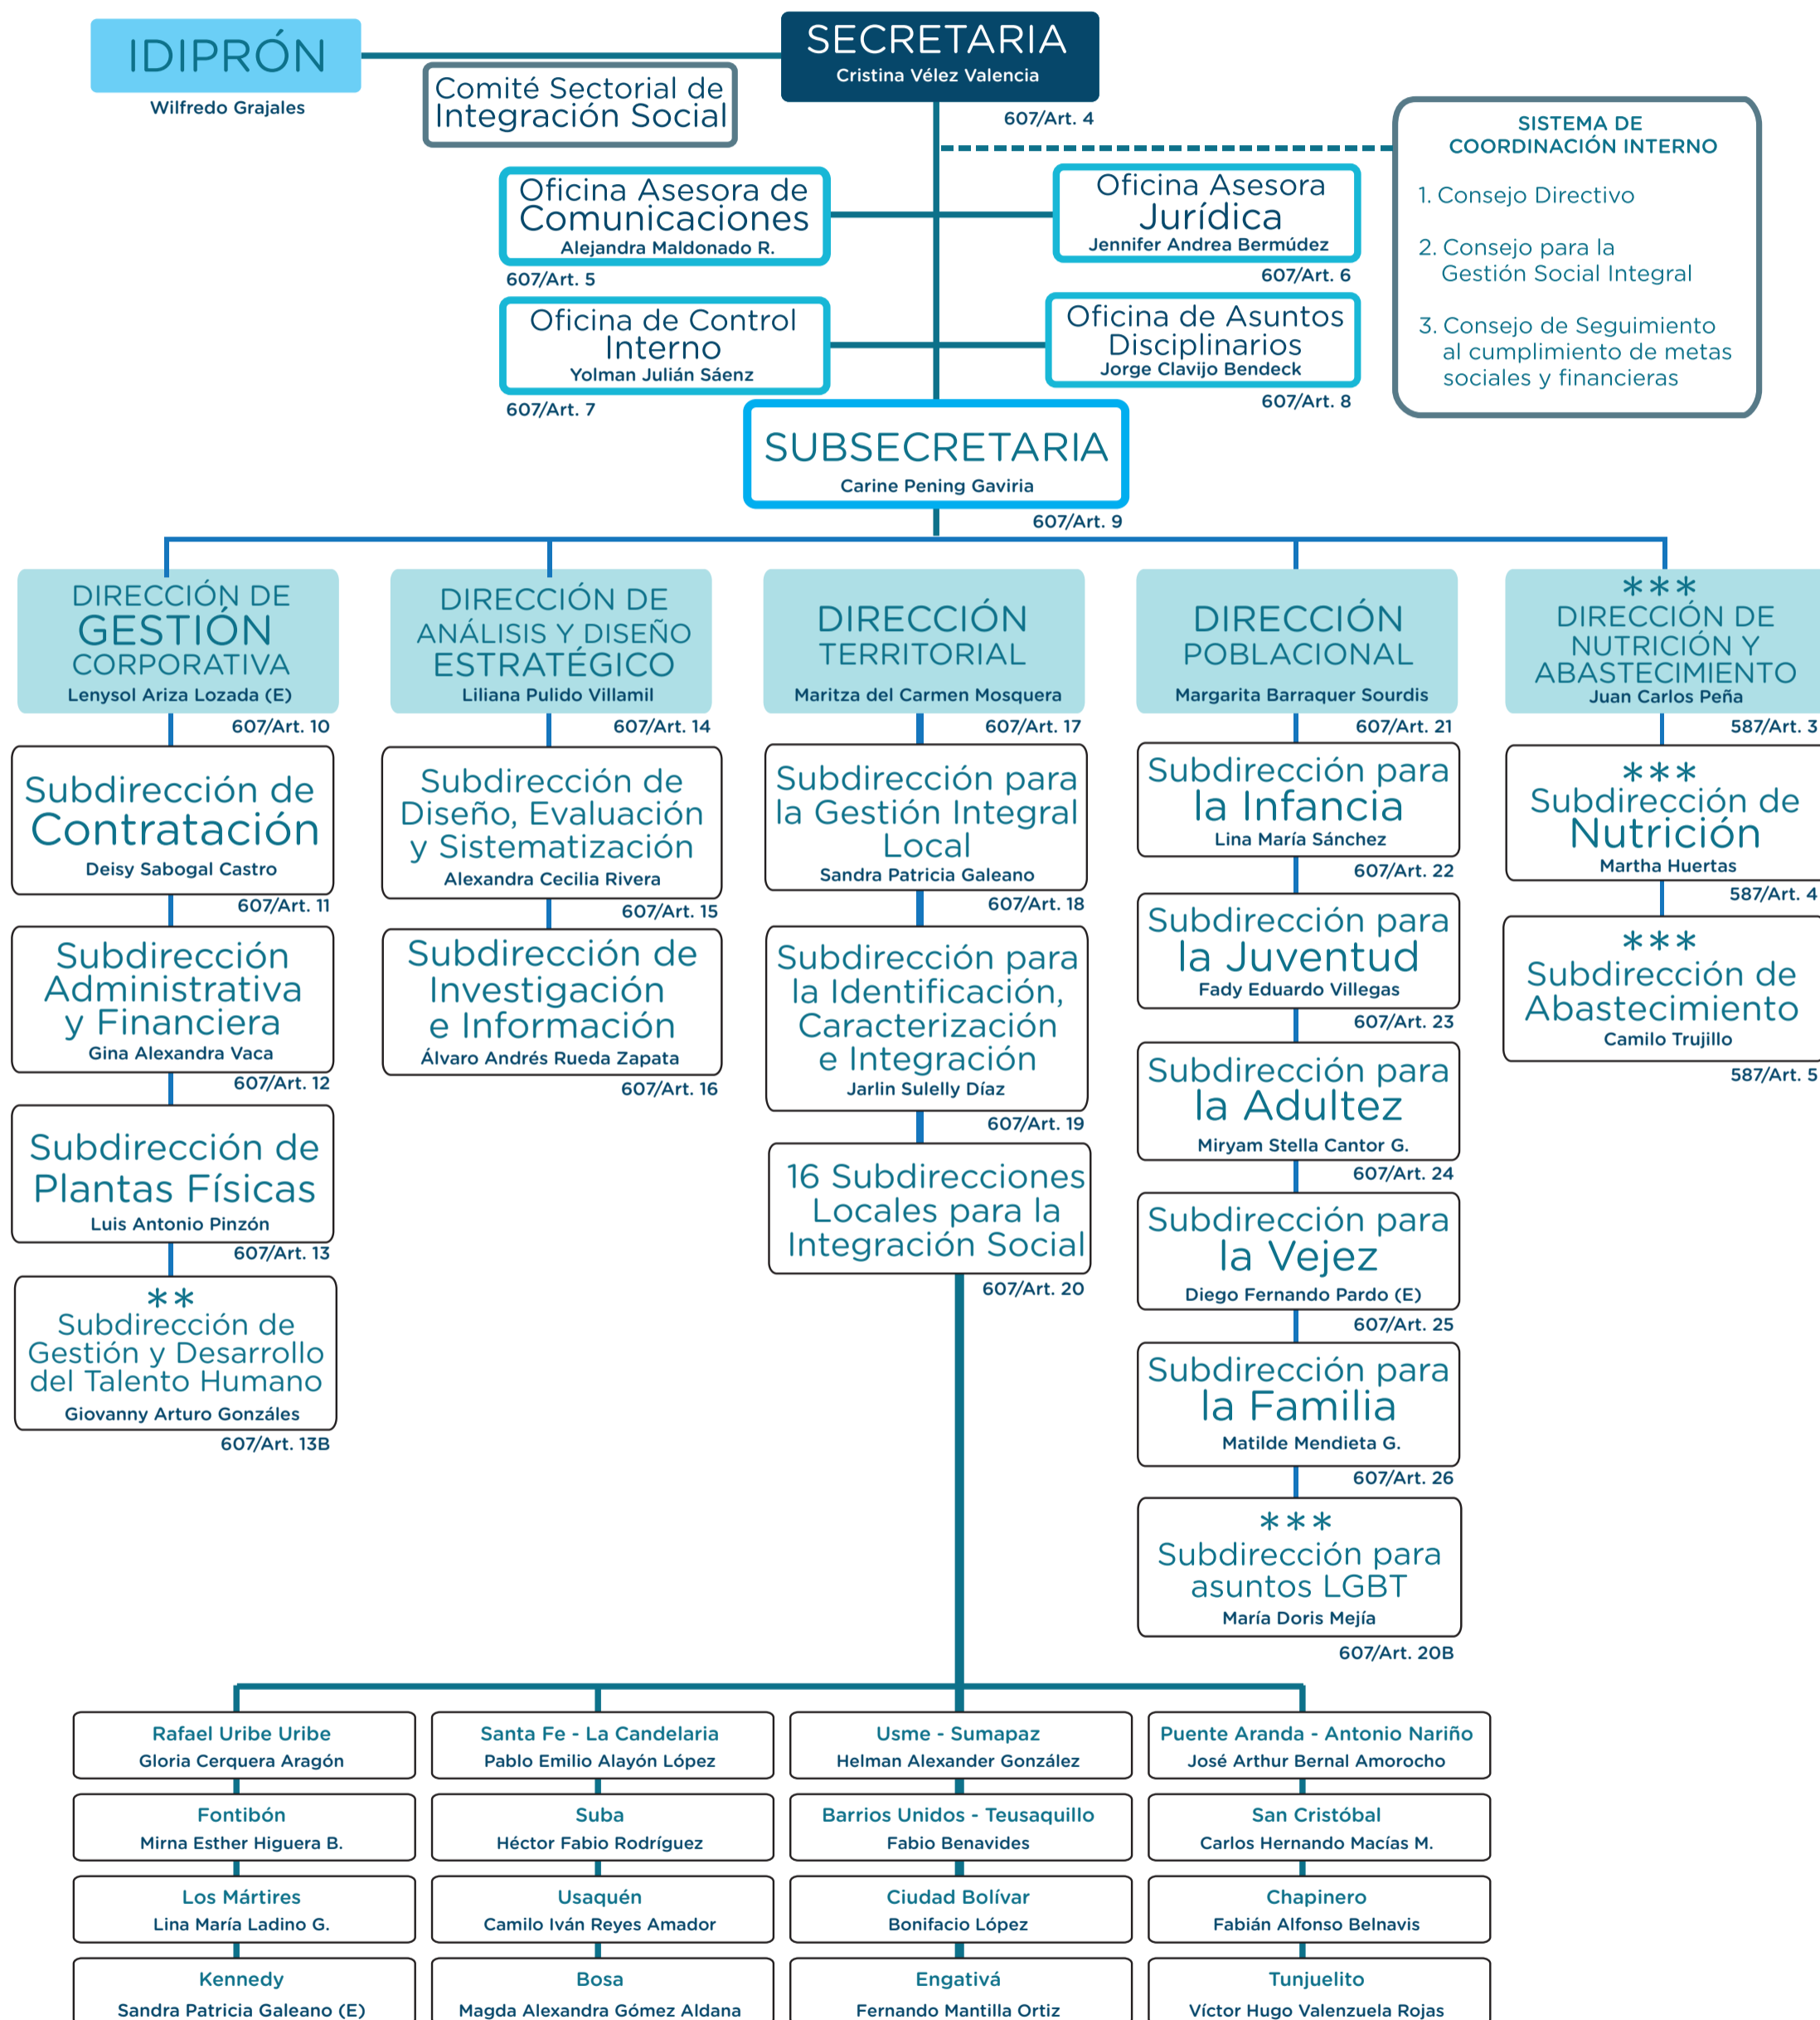 IDIPRÓN
Wilfredo Grajales
SECRETARIA
Cristina Vélez Valencia
607/Art. 4
Comité Sectorial de
Integración Social
SISTEMA DE
COORDINACIÓN INTERNO
1. Consejo Directivo
2. Consejo para la
Gestión Social Integral
3. Consejo de Seguimiento
al cumplimiento de metas
sociales y financieras
Oficina Asesora de
Comunicaciones
Alejandra Maldonado R.
607/Art. 5
Oficina Asesora
Jurídica
Jennifer Andrea Bermúdez
607/Art. 6
Oficina de Control
Interno
Yolman Julián Sáenz
607/Art. 7
Oficina de Asuntos
Disciplinarios
Jorge Clavijo Bendeck
607/Art. 8
SUBSECRETARIA
Carine Pening Gaviria
607/Art. 9
DIRECCIÓN DE
GESTIÓN
CORPORATIVA
Lenysol Ariza Lozada (E)
607/Art. 10
Subdirección de
Contratación
Deisy Sabogal Castro
607/Art. 11
Subdirección
Administrativa
y Financiera
Gina Alexandra Vaca
607/Art. 12
Subdirección de
Plantas Físicas
Luis Antonio Pinzón
607/Art. 13
**
Subdirección de
Gestión y Desarrollo
del Talento Humano
Giovanny Arturo Gonzáles
607/Art. 13B
DIRECCIÓN DE
ANÁLISIS Y DISEÑO
ESTRATÉGICO
Liliana Pulido Villamil
607/Art. 14
Subdirección de
Diseño, Evaluación
y Sistematización
Alexandra Cecilia Rivera
607/Art. 15
Subdirección de
Investigación
e Información
Álvaro Andrés Rueda Zapata
607/Art. 16
DIRECCIÓN
TERRITORIAL
Maritza del Carmen Mosquera
607/Art. 17
Subdirección para
la Gestión Integral
Local
Sandra Patricia Galeano
607/Art. 18
Subdirección para
la Identificación,
Caracterización
e Integración
Jarlin Sulelly Díaz
607/Art. 19
16 Subdirecciones
Locales para la
Integración Social
607/Art. 20
DIRECCIÓN
POBLACIONAL
Margarita Barraquer Sourdis
607/Art. 21
Subdirección para
la Infancia
Lina María Sánchez
607/Art. 22
Subdirección para
la Juventud
Fady Eduardo Villegas
607/Art. 23
Subdirección para
la Adultez
Miryam Stella Cantor G.
607/Art. 24
Subdirección para
la Vejez
Diego Fernando Pardo (E)
607/Art. 25
Subdirección para
la Familia
Matilde Mendieta G.
607/Art. 26
***
Subdirección para
asuntos LGBT
María Doris Mejía
607/Art. 20B
***
DIRECCIÓN DE
NUTRICIÓN Y
ABASTECIMIENTO
Juan Carlos Peña
587/Art. 3
***
Subdirección de
Nutrición
Martha Huertas
587/Art. 4
***
Subdirección de
Abastecimiento
Camilo Trujillo
587/Art. 5
Rafael Uribe Uribe
Gloria Cerquera Aragón
Fontibón
Mirna Esther Higuera B.
Los Mártires
Lina María Ladino G.
Kennedy
Sandra Patricia Galeano (E)
Santa Fe - La Candelaria
Pablo Emilio Alayón López
Suba
Héctor Fabio Rodríguez
Usaquén
Camilo Iván Reyes Amador
Bosa
Magda Alexandra Gómez Aldana
Usme - Sumapaz
Helman Alexander González
Barrios Unidos - Teusaquillo
Fabio Benavides
Ciudad Bolívar
Bonifacio López
Engativá
Fernando Mantilla Ortiz
Puente Aranda - Antonio Nariño
José Arthur Bernal Amorocho
San Cristóbal
Carlos Hernando Macías M.
Chapinero
Fabián Alfonso Belnavis
Tunjuelito
Víctor Hugo Valenzuela Rojas